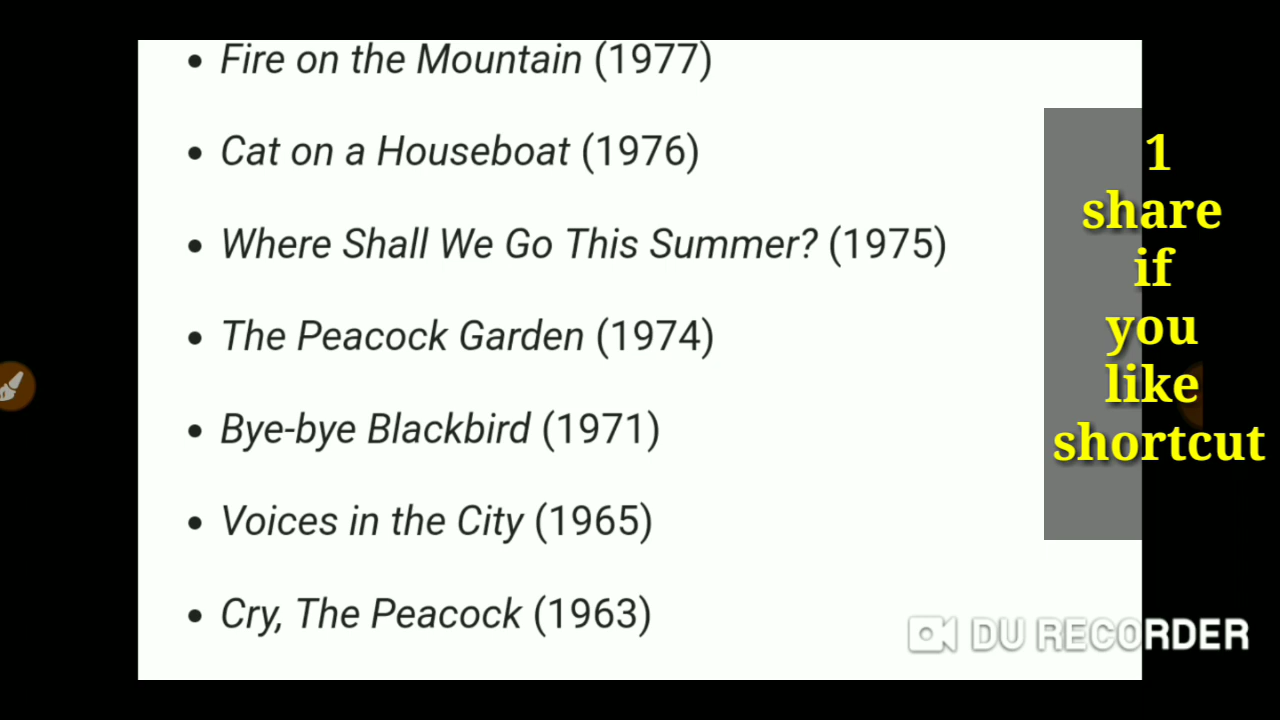 Fire on the Mountain (1977)
Cat on a Houseboat (1976)
Where Shall We Go This Summer? (1975)
The Peacock Garden (1974)
Bye-bye Blackbird (1971)
Voices in the City (1965)
Cry, The Peacock (1963)
1
share
if
you
like
shortcut
DU RECORDER